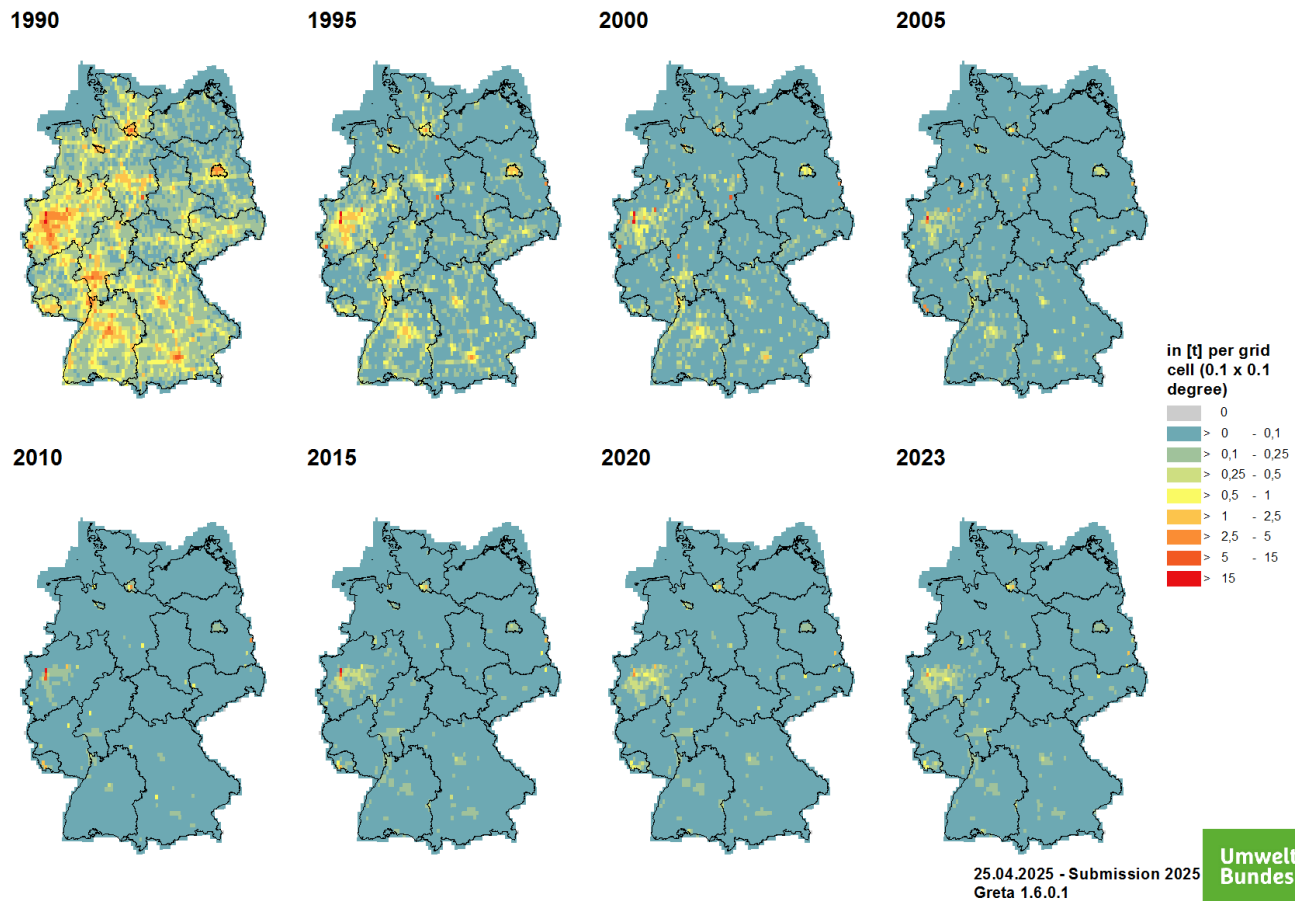 1990
1995
2000
2005
in [t] per grid
cell (0.1 x 0.1
degree)
0
> 0 - 0,1
> 0,1 - 0,25
> 0,25 - 0,5
> 0,5 - 1
> 1 - 2,5
> 2,5 - 5
> 5 - 15
> 15
2010
2015
2020
2023
25.04.2025 - Submission 2025
Greta 1.6.0.1
Umwelt
Bundes